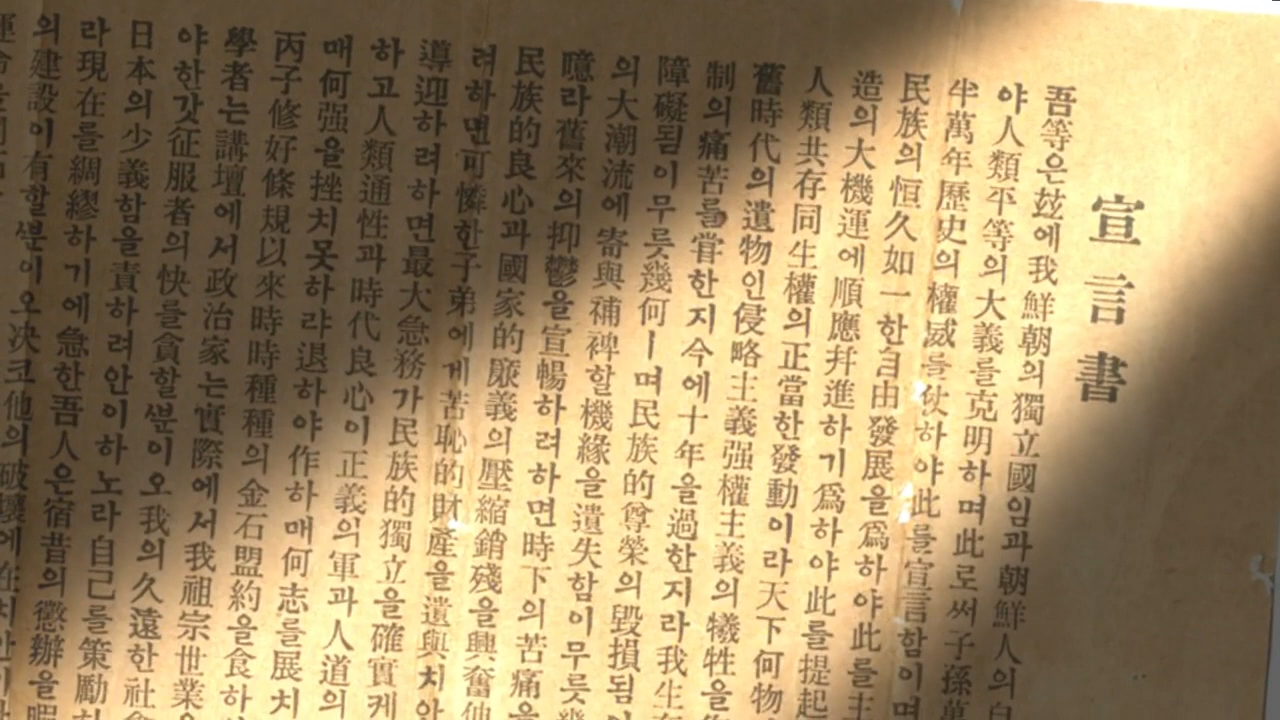 宣言書
吾等은玆에我鮮朝의獨立國임과朝鮮人의自
야人類平等의大義를克明하며此로써子孫萬
半萬年歷史의權威를仗하야此를宣言함이며
民族의恒久如一한自由發展을爲하야此를主
造의大機運에順應幷進하기爲하야此를提起
人類共存同生權의正當한發動이라天下何物
舊時代의遺物인侵略主義强權主義의犧牲을
制의痛苦를嘗한지今에十年을過한지라我生
障礙됨이무릇幾何ㅣ며民族的尊榮의毁損됨
의大潮流에寄與補裨할機緣을遺失함이무릇
噫라舊來의抑鬱을宣暢하려하면時下의苦痛을
民族的良心과國家的廉義의壓縮銷殘을興奮伸
려하면可憐한子弟에게苦恥的財產을遺與치안
導迎하려하면最大急務가民族的獨立을確實케
하고人類通性과時代良心이正義의軍과人道의
매何强을挫치못하랴退하야作하매何志를展치
丙子修好條規以來時時種種의金石盟約을食하
學者는講壇에서政治家는實際에서我祖宗世業
야한갓征服者의快를貪할분이오我의久遠한社
日本의少義함을責하려안이하노라自己를策勵
라現在를綢繆하기에急한吾人은宿昔의懲辦을
의建設이有할분이오决코他의破壞에在치안